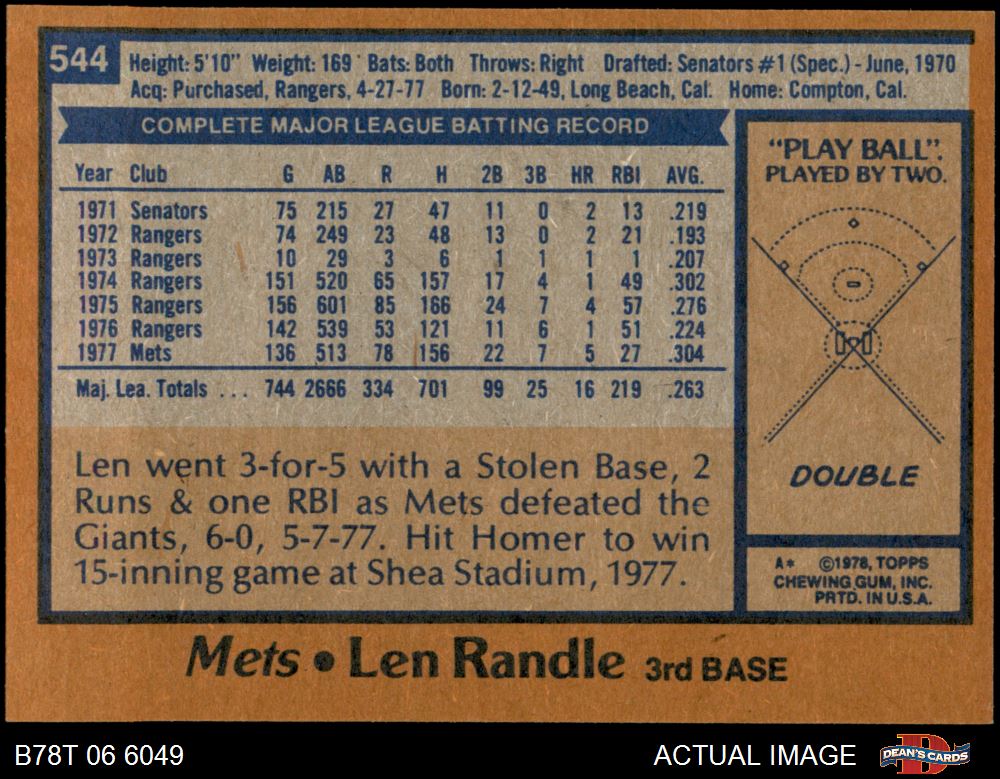 544
Height: 5'10" Weight: 169 Bats: Both Throws: Right Drafted: Senators #1 (Spec.) - June, 1970
Acq: Purchased, Rangers, 4-27-77 Born: 2-12-49, Long Beach, Cal. Home: Compton, Cal.
COMPLETE MAJOR LEAGUE BATTING RECORD
Year Club G AB R H 2B 3B HR RBI AVG.
1971 Senators 75 215 27 47 11 0 2 13 .219
1972 Rangers 74 249 23 48 13 0 2 21 .193
1973 Rangers 10 29 3 6 1 1 1 1 .207
1974 Rangers 151 520 65 157 17 4 1 49 .302
1975 Rangers 156 601 85 166 24 7 4 57 .276
1976 Rangers 142 539 53 121 11 6 1 51 .224
1977 Mets 136 513 78 156 22 7 5 27 .304
Maj. Lea. Totals ... 744 2666 334 701 99 25 16 219 .263
Len went 3-for-5 with a Stolen Base, 2
Runs & one RBI as Mets defeated the
Giants, 6-0, 5-7-77. Hit Homer to win
15-inning game at Shea Stadium, 1977.
"PLAY BALL".
PLAYED BY TWO.
DOUBLE
A* ©1978, TOPPS
CHEWING GUM, INC.
PRTD. IN U.S.A.
Mets • Len Randle 3rd BASE
B78T 06 6049
ACTUAL IMAGE
DEAN'S CARDS